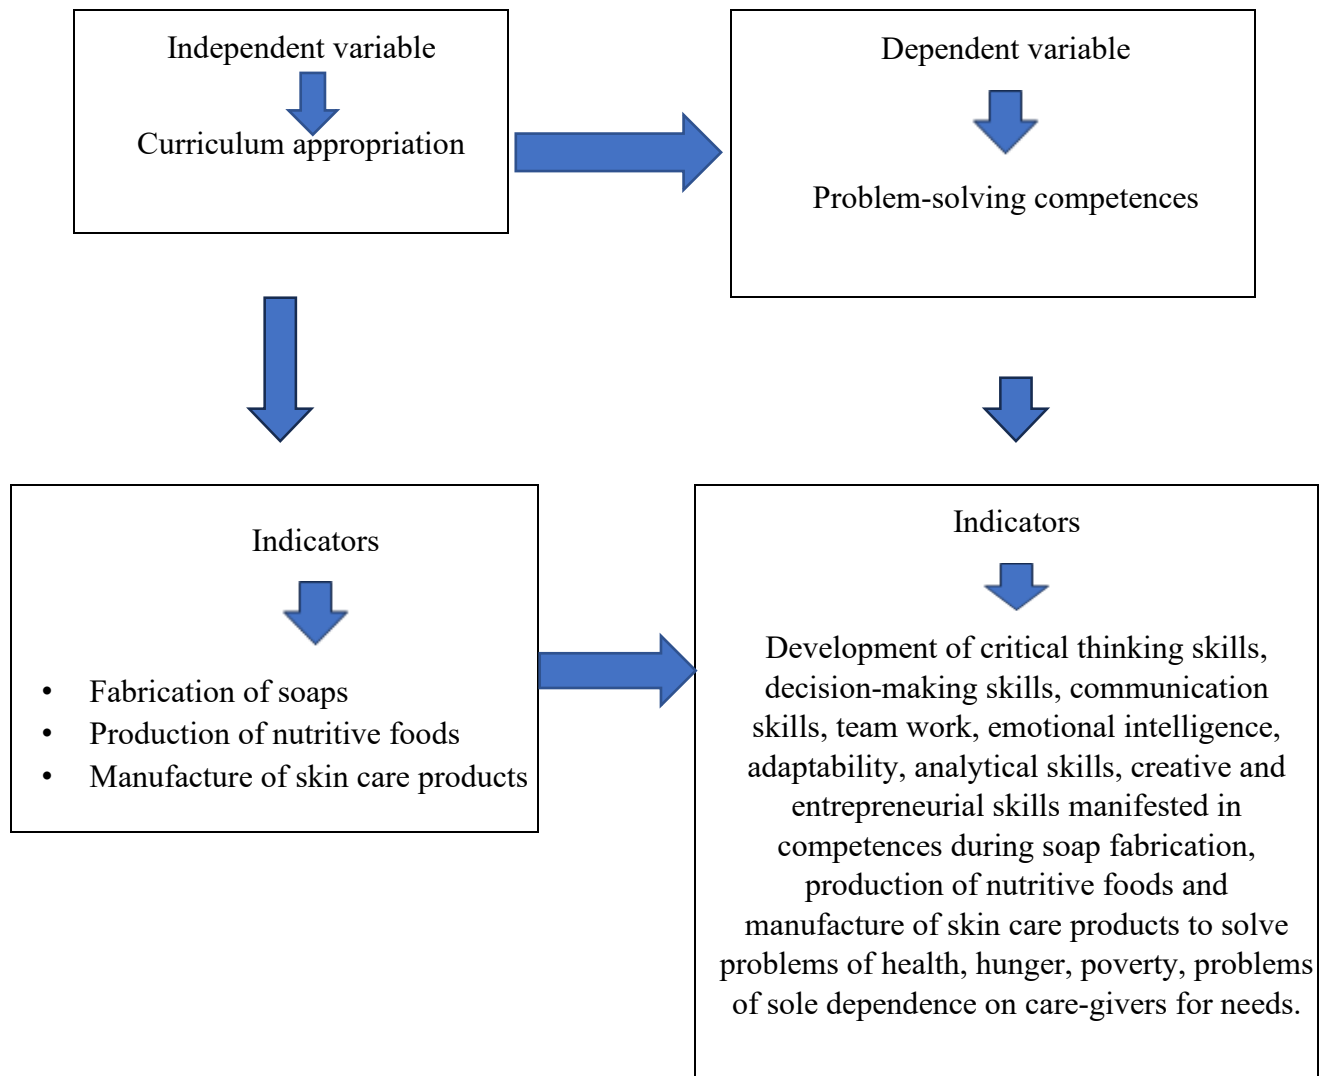 Independent variable
Curriculum appropriation
Dependent variable
Problem-solving competences
Indicators
• Fabrication of soaps
• Production of nutritive foods
• Manufacture of skin care products
Indicators
Development of critical thinking skills,
decision-making skills, communication
skills, team work, emotional intelligence,
adaptability, analytical skills, creative and
entrepreneurial skills manifested in
competences during soap fabrication,
production of nutritive foods and
manufacture of skin care products to solve
problems of health, hunger, poverty, problems
of sole dependence on care-givers for needs.